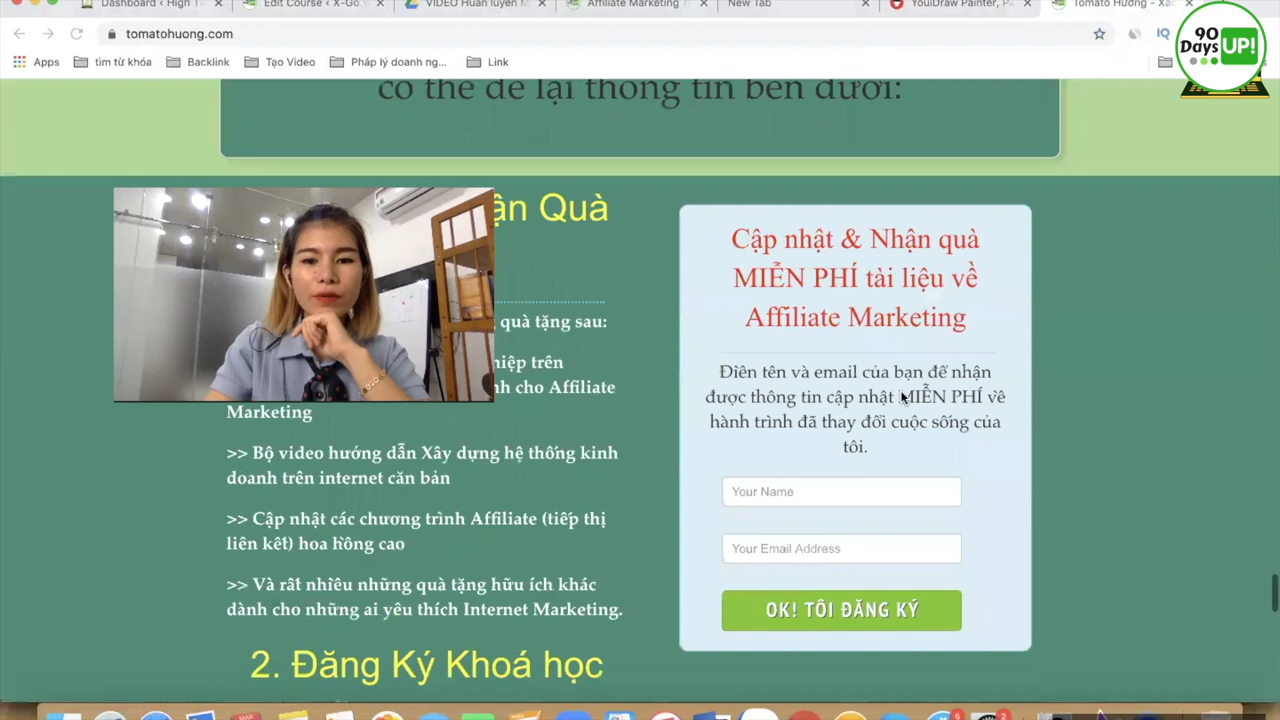 Dashboard ‹ High Ti
Edit Course ‹ X-Go.
VIDEO Huấn luyện M
Affiliate Marketing T
New Tab
YouiDraw Painter, P
Tomato Hương - Xác
tomatohuong.com
90
Days UP!
Apps
tìm từ khóa
Backlink
Tạo Video
Pháp lý doanh ng...
Link
có thể để lại thông tin bên dưới:
ận Quà
quà tặng sau:
hiệp trên
nh cho Affiliate
Marketing
>> Bộ video hướng dẫn Xây dựng hệ thống kinh
doanh trên internet căn bản
>> Cập nhật các chương trình Affiliate (tiếp thị
liên kết) hoa hồng cao
>> Và rất nhiều những quà tặng hữu ích khác
dành cho những ai yêu thích Internet Marketing.
2. Đăng Ký Khoá học
Cập nhật & Nhận quà
MIỄN PHÍ tài liệu về
Affiliate Marketing
Điền tên và email của bạn để nhận
được thông tin cập nhật MIỄN PHÍ về
hành trình đã thay đổi cuộc sống của
tôi.
Your Name
Your Email Address
OK! TÔI ĐĂNG KÝ